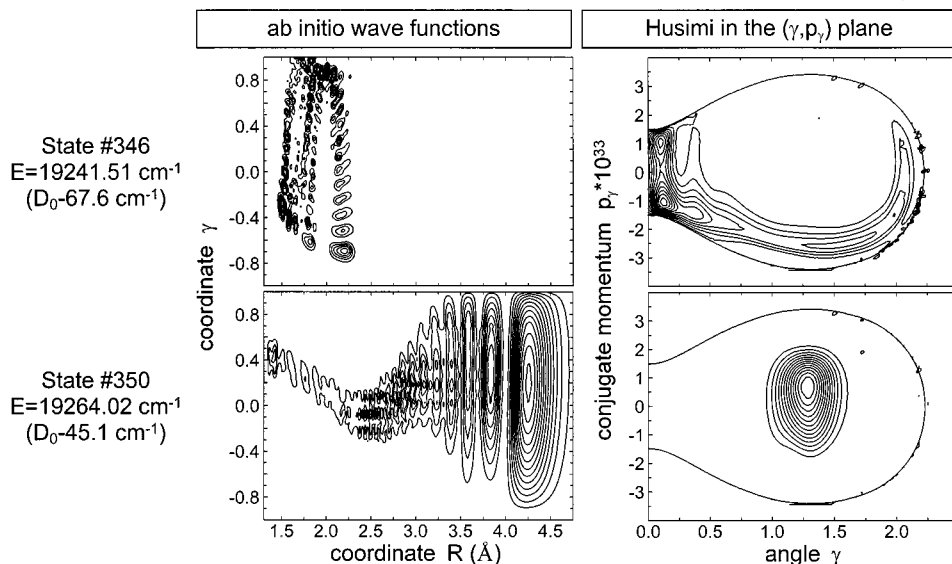 ab initio wave functions
Husimi in the (γ,pγ) plane
State #346
E=19241.51 cm⁻¹
(D₀-67.6 cm⁻¹)
0.8
0.4
0.0
-0.4
-0.8
3
2
1
0
-1
-2
-3
State #350
E=19264.02 cm⁻¹
(D₀-45.1 cm⁻¹)
0.8
0.4
0.0
-0.4
-0.8
3
2
1
0
-1
-2
-3
coordinate γ
conjugate momentum pγ*10³³
1.5 2.0 2.5 3.0 3.5 4.0 4.5
0.0 0.5 1.0 1.5 2.0
coordinate R (Å)
angle γ